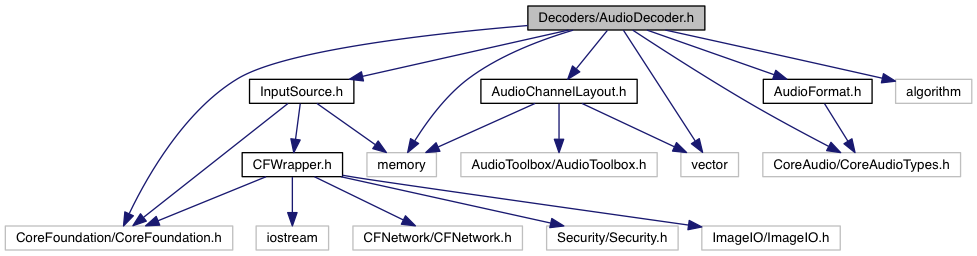 Decoders/AudioDecoder.h
InputSource.h
AudioChannelLayout.h
AudioFormat.h
algorithm
CFWrapper.h
memory
AudioToolbox/AudioToolbox.h
vector
CoreAudio/CoreAudioTypes.h
CoreFoundation/CoreFoundation.h
iostream
CFNetwork/CFNetwork.h
Security/Security.h
ImageIO/ImageIO.h